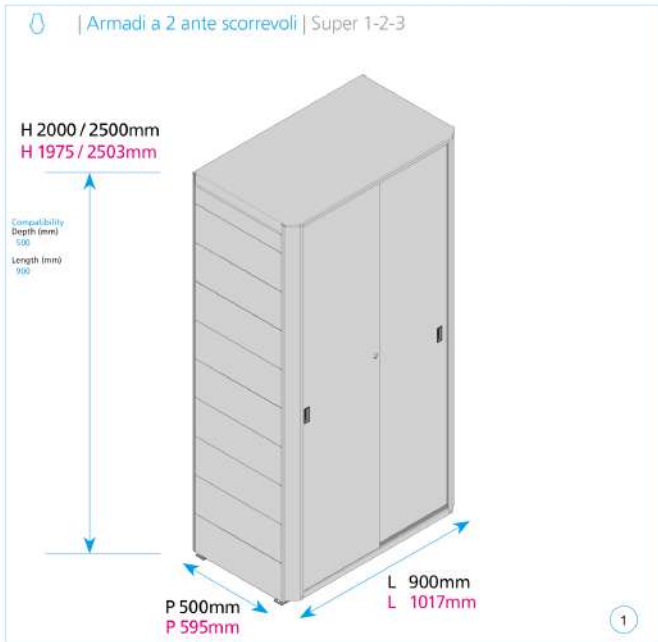 | Armadi a 2 ante scorrevoli | Super 1-2-3
H 2000 / 2500mm
H 1975 / 2503mm
Compatibility
Depth (mm)
500
Length (mm)
900
L 900mm
L 1017mm
P 500mm
P 595mm
1